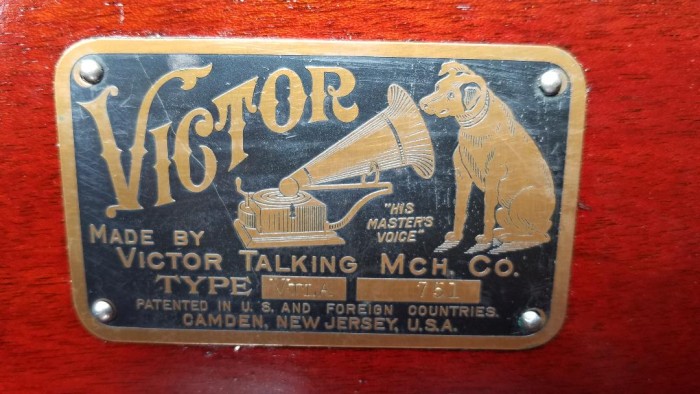 VICTOR
"HIS
MASTER'S
VOICE"
MADE BY
VICTOR TALKING MCH. CO.
TYPE 751
PATENTED IN U.S. AND FOREIGN COUNTRIES.
CAMDEN, NEW JERSEY, U.S.A.